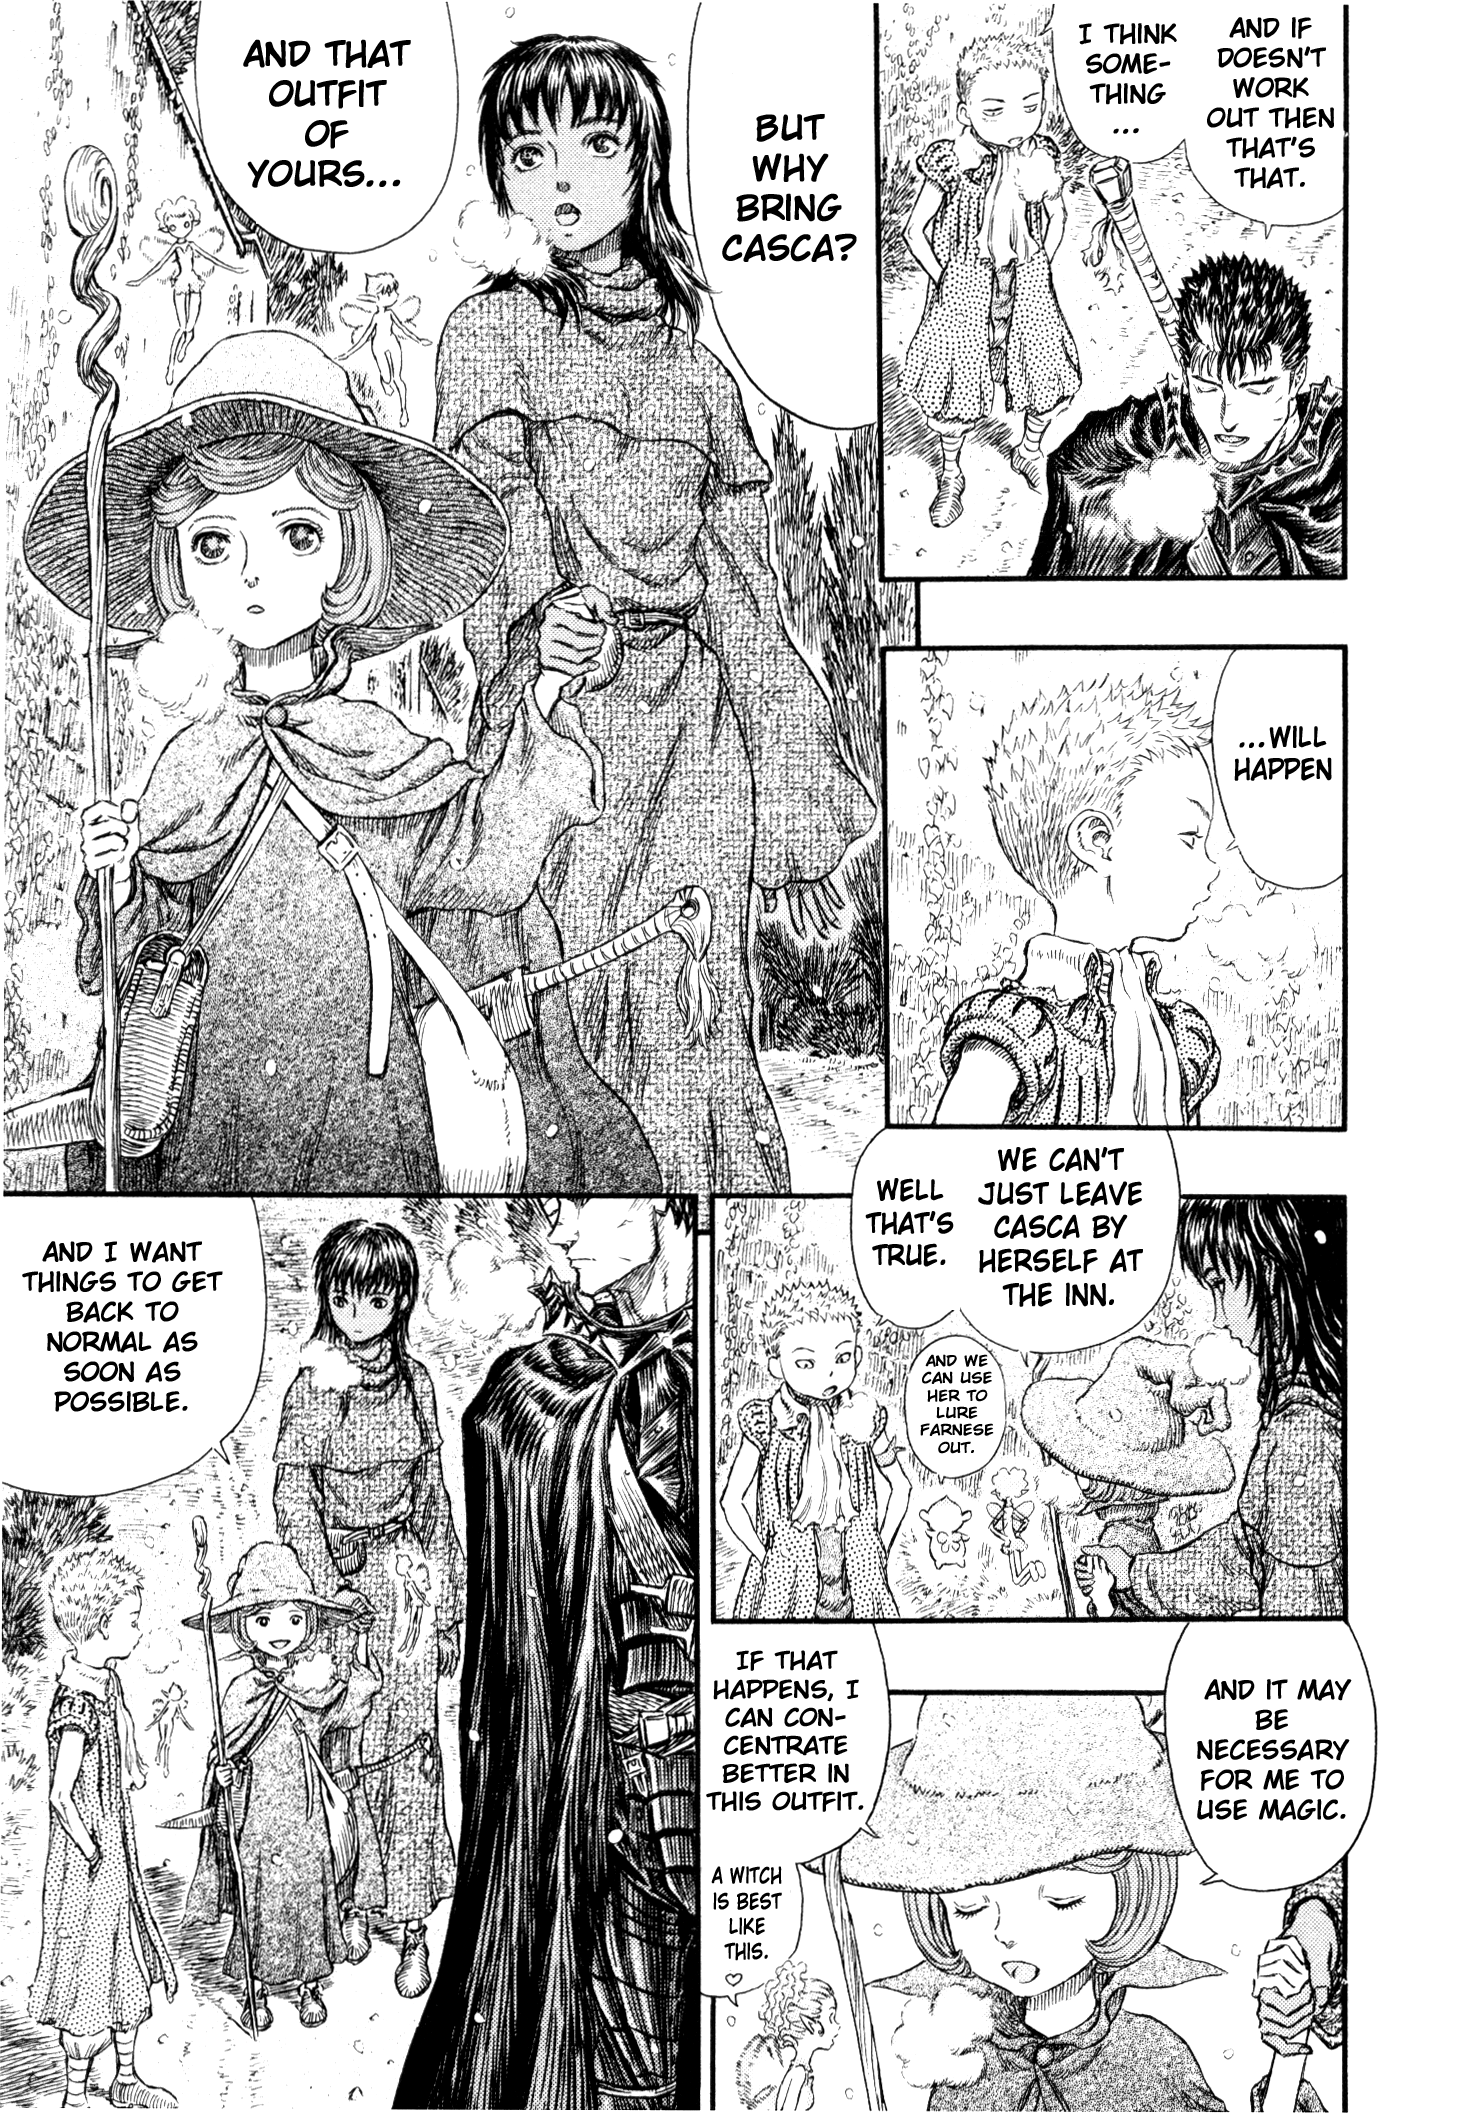 AND IF
DOESN'T
WORK
OUT THEN
THAT'S
THAT.
I THINK
SOME-
THING
...
...WILL
HAPPEN
BUT
WHY
BRING
CASCA?
AND THAT
OUTFIT
OF
YOURS...
WE CAN'T
JUST LEAVE
CASCA BY
HERSELF AT
THE INN.
WELL
THAT'S
TRUE.
AND WE
CAN USE
HER TO
LURE
FARNESE
OUT.
AND IT MAY
BE
NECESSARY
FOR ME TO
USE MAGIC.
IF THAT
HAPPENS, I
CAN CON-
CENTRATE
BETTER IN
THIS OUTFIT.
A WITCH
IS BEST
LIKE
THIS.
♡
AND I WANT
THINGS TO GET
BACK TO
NORMAL AS
SOON AS
POSSIBLE.